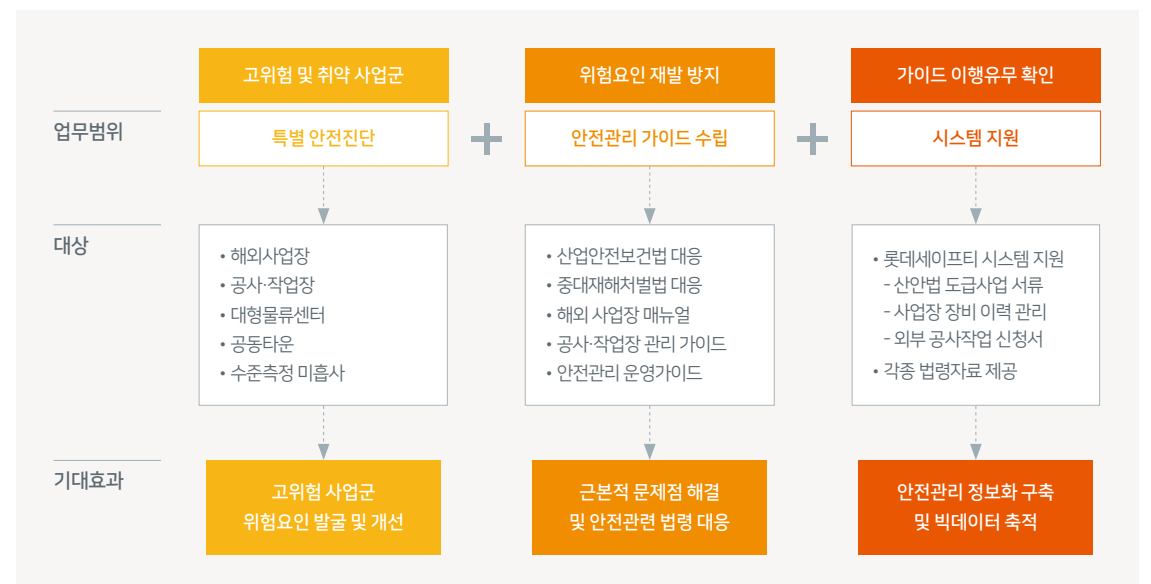 고위험 및 취약 사업군
위험요인 재발 방지
가이드 이행유무 확인
업무범위
특별 안전진단
+
안전관리 가이드 수립
+
시스템 지원
대상
• 해외사업장
• 공사·작업장
• 대형물류센터
• 공동타운
• 수준측정 미흡사
• 산업안전보건법 대응
• 중대재해처벌법 대응
• 해외 사업장 매뉴얼
• 공사·작업장 관리 가이드
• 안전관리 운영가이드
• 롯데세이프티 시스템 지원
- 산안법 도급사업 서류
- 사업장 장비 이력 관리
- 외부 공사작업 신청서
• 각종 법령자료 제공
기대효과
고위험 사업군
위험요인 발굴 및 개선
근본적 문제점 해결
및 안전관련 법령 대응
안전관리 정보화 구축
및 빅데이터 축적